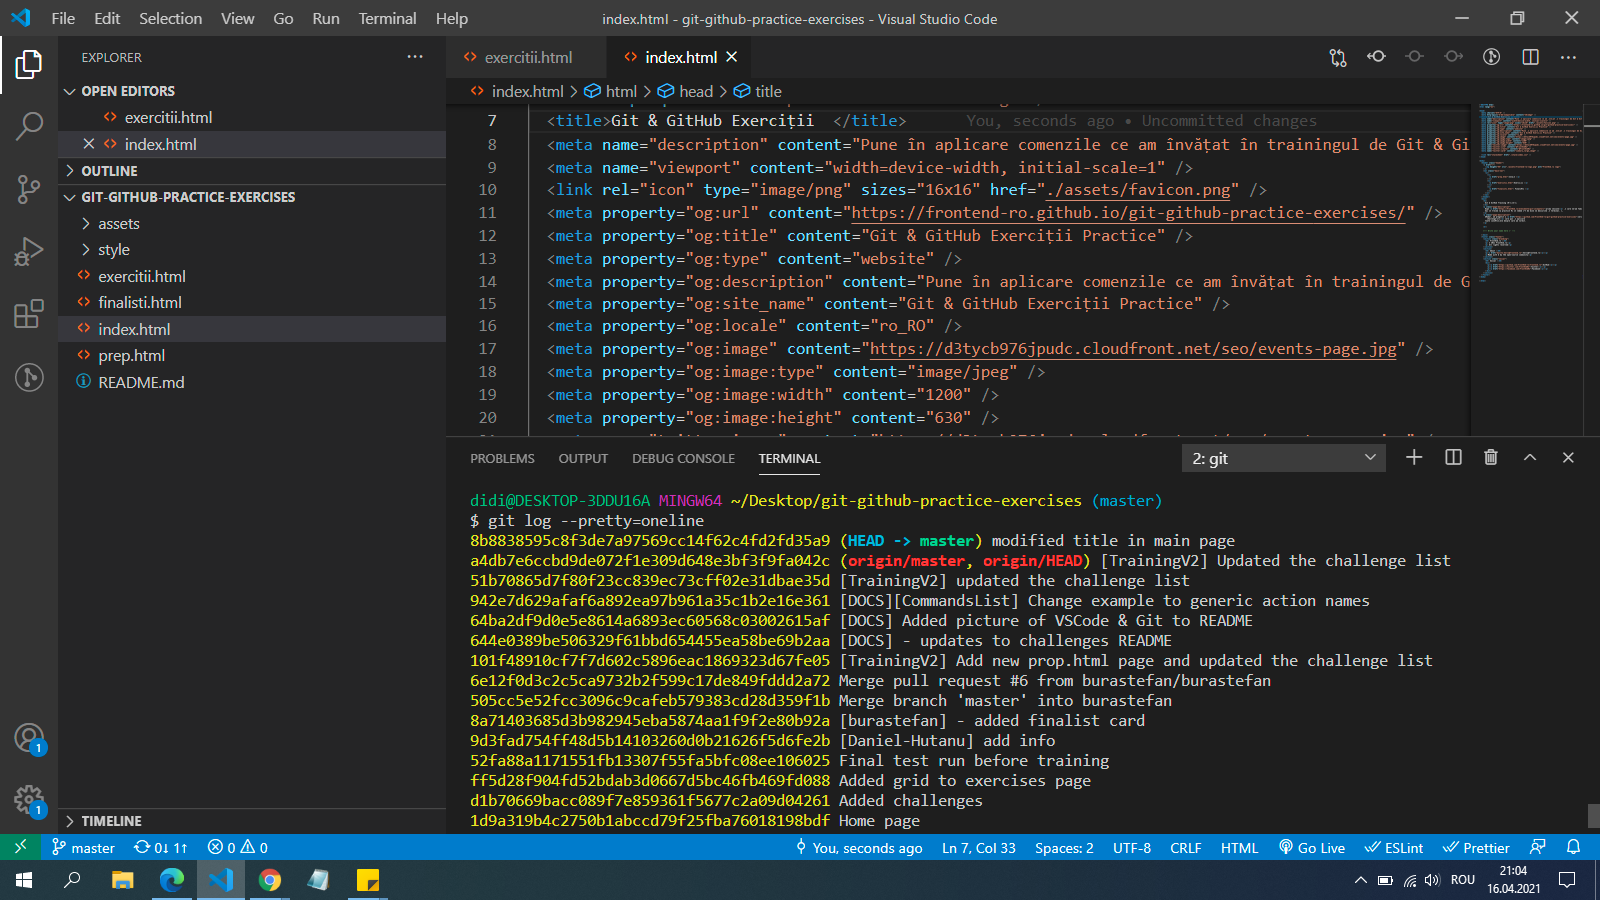 File Edit Selection View Go Run Terminal Help index.html - git-github-practice-exercises - Visual Studio Code
EXPLORER
OPEN EDITORS
exercitii.html
index.html
OUTLINE
GIT-GITHUB-PRACTICE-EXERCISES
assets
style
exercitii.html
finalisti.html
index.html
prep.html
README.md
TIMELINE
1
1
exercitii.html index.html
index.html > html > head > title
7 <title>Git & GitHub Exerciții  </title> You, seconds ago • Uncommitted changes
8 <meta name="description" content="Pune în aplicare comenzile ce am învățat în trainingul de Git & Gi
9 <meta name="viewport" content="width=device-width, initial-scale=1" />
10 <link rel="icon" type="image/png" sizes="16x16" href="./assets/favicon.png" />
11 <meta property="og:url" content="https://frontend-ro.github.io/git-github-practice-exercises/" />
12 <meta property="og:title" content="Git & GitHub Exerciții Practice" />
13 <meta property="og:type" content="website" />
14 <meta property="og:description" content="Pune în aplicare comenzile ce am învățat în trainingul de G
15 <meta property="og:site_name" content="Git & GitHub Exerciții Practice" />
16 <meta property="og:locale" content="ro_RO" />
17 <meta property="og:image" content="https://d3tycb976jpudc.cloudfront.net/seo/events-page.jpg" />
18 <meta property="og:image:type" content="image/jpeg" />
19 <meta property="og:image:width" content="1200" />
20 <meta property="og:image:height" content="630" />
PROBLEMS OUTPUT DEBUG CONSOLE TERMINAL 2: git
didi@DESKTOP-3DDU16A MINGW64 ~/Desktop/git-github-practice-exercises (master)
$ git log --pretty=oneline
8b8838595c8f3de7a97569cc14f62c4fd2fd35a9 (HEAD -> master) modified title in main page
a4db7e6ccbd9de072f1e309d648e3bf3f9fa042c (origin/master, origin/HEAD) [TrainingV2] Updated the challenge list
51b70865d7f80f23cc839ec73cff02e31dbae35d [TrainingV2] updated the challenge list
942e7d629afaf6a892ea97b961a35c1b2e16e361 [DOCS][CommandsList] Change example to generic action names
64ba2df9d0e5e8614a6893ec60568c03002615af [DOCS] Added picture of VSCode & Git to README
644e0389be506329f61bbd654455ea58be69b2aa [DOCS] - updates to challenges README
101f48910cf7f7d602c5896eac1869323d67fe05 [TrainingV2] Add new prop.html page and updated the challenge list
6e12f0d3c2c5ca9732b2f599c17de849fddd2a72 Merge pull request #6 from burastefan/burastefan
505cc5e52fcc3096c9cafeb579383cd28d359f1b Merge branch 'master' into burastefan
8a71403685d3b982945eba5874aa1f9f2e80b92a [burastefan] - added finalist card
9d3fad754ff48d5b14103260d0b21626f5d6fe2b [Daniel-Hutanu] add info
52fa88a1171551fb13307f55fa5bfc08ee106025 Final test run before training
ff5d28f904fd52bdab3d0667d5bc46fb469fd088 Added grid to exercises page
d1b70669bacc089f7e859361f5677c2a09d04261 Added challenges
1d9a319b4c2750b1abccd79f25fba76018198bdf Home page
master 0↓ 1↑ 0 0 You, seconds ago Ln 7, Col 33 Spaces: 2 UTF-8 CRLF HTML Go Live ESLint Prettier
ROU 21:04
16.04.2021